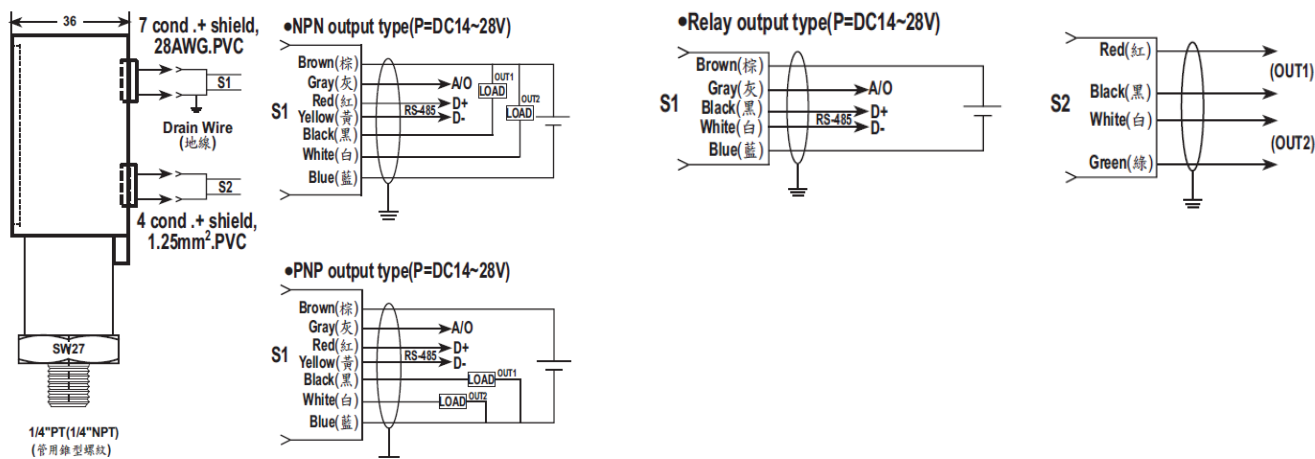 36
7 cond .+ shield,
28AWG.PVC
S1
Drain Wire
(地線)
S2
4 cond .+ shield,
1.25mm².PVC
SW27
1/4"PT(1/4"NPT)
(管用錐型螺紋)
●NPN output type(P=DC14~28V)
S1
Brown(棕)
Gray(灰) A/O
Red(紅) D+
RS-485
Yellow(黃) D-
Black(黑)
White(白)
Blue(藍)
OUT1
LOAD
OUT2
LOAD
●PNP output type(P=DC14~28V)
S1
Brown(棕)
Gray(灰) A/O
Red(紅) D+
RS-485
Yellow(黃) D-
Black(黑) LOAD OUT1
White(白) LOAD OUT2
Blue(藍)
●Relay output type(P=DC14~28V)
S1
Brown(棕)
Gray(灰) A/O
Black(黑) D+
RS-485
White(白) D-
Blue(藍)
S2
Red(紅)
(OUT1)
Black(黑)
White(白)
(OUT2)
Green(綠)